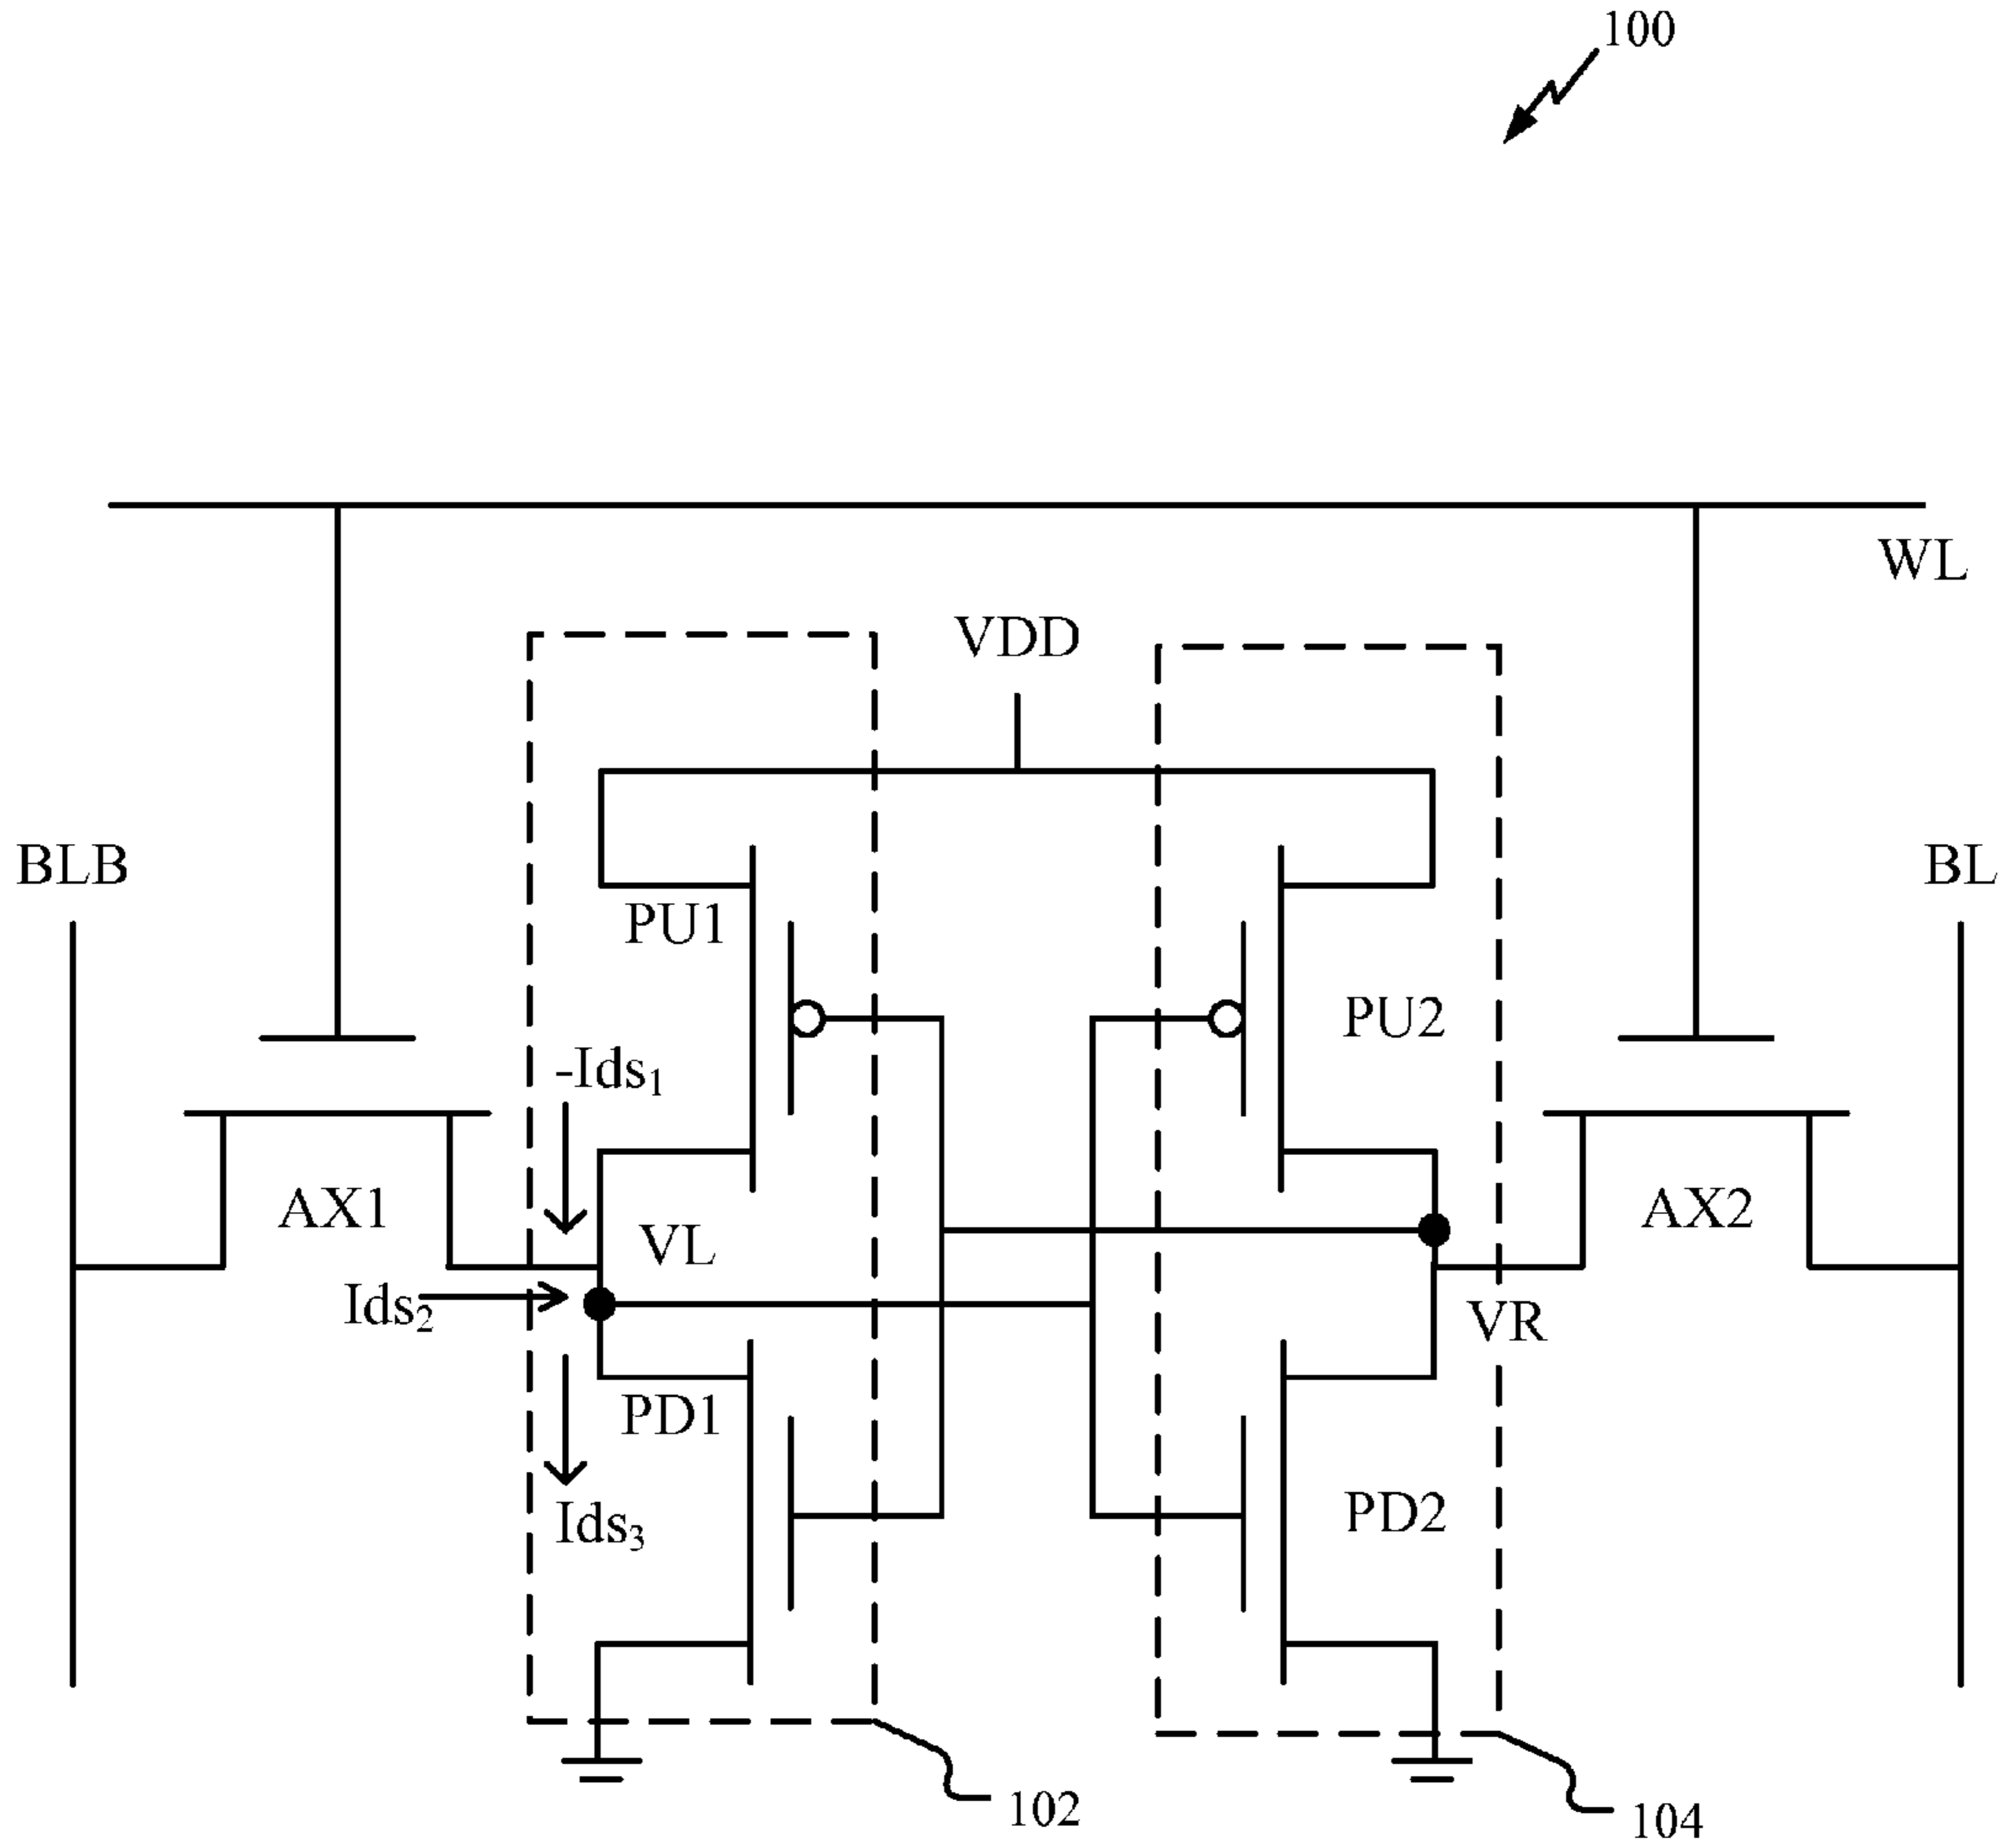 100
WL
VDD
BLB
BL
PU1
PU2
-Ids₁
AX1
AX2
VL
Ids₂
VR
PD1
PD2
Ids₃
102
104